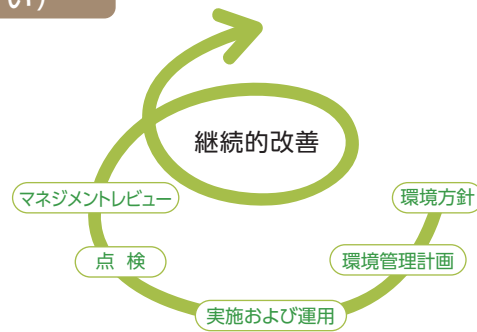 い）
継続的改善
マネジメントレビュー
環境方針
点 検
環境管理計画
実施および運用